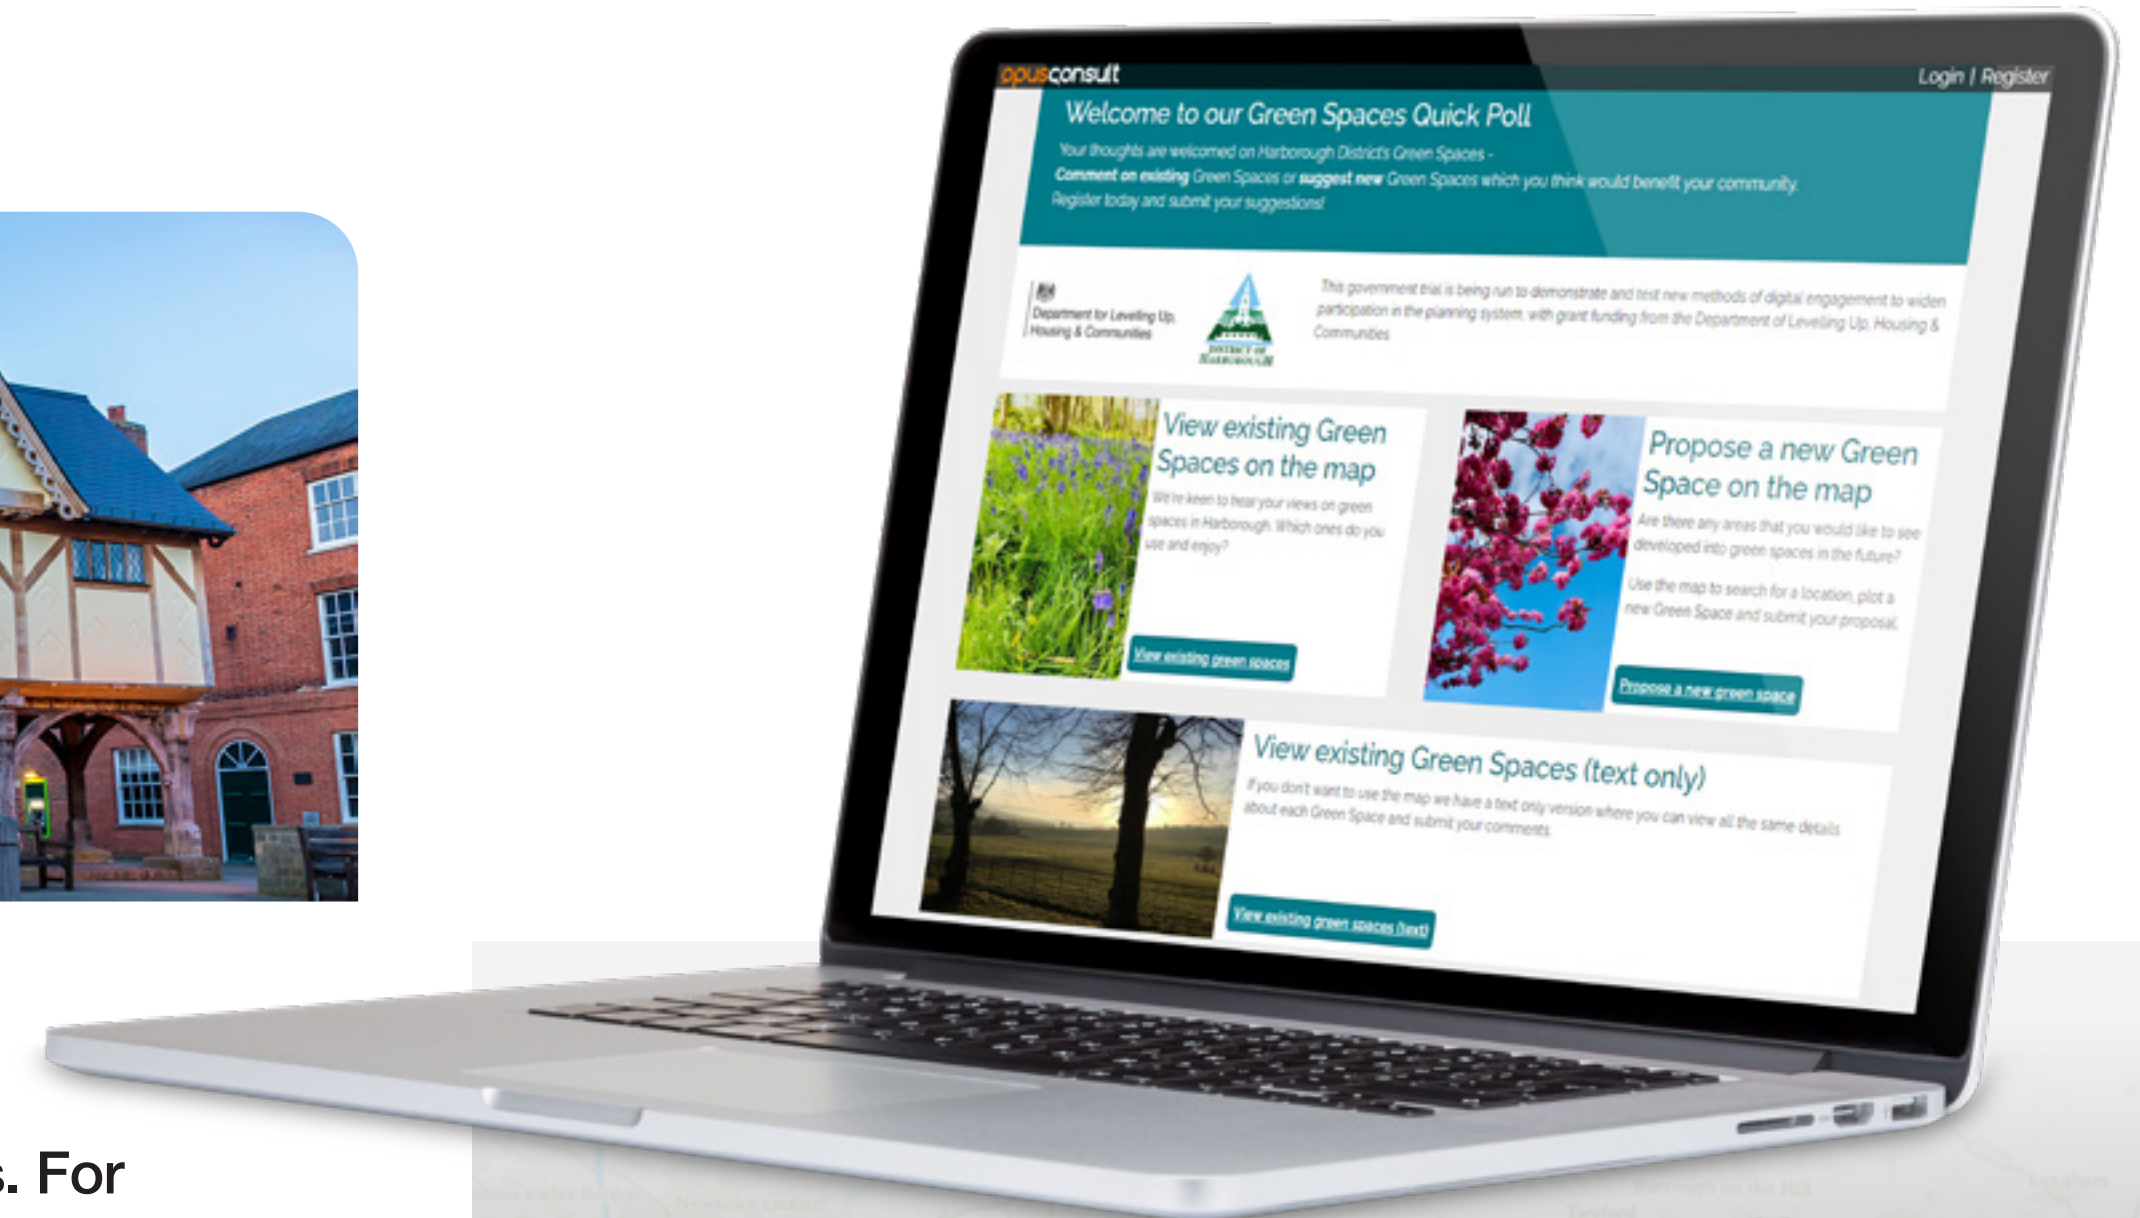 opusconsult
Login | Register
Welcome to our Green Spaces Quick Poll
Your thoughts are welcomed on Harborough District's Green Spaces -
Comment on existing Green Spaces or suggest new Green Spaces which you think would benefit your community.
Register today and submit your suggestions!
Department for Levelling Up,
Housing & Communities
DISTRICT OF
HARBOROUGH
This government trial is being run to demonstrate and test new methods of digital engagement to widen
participation in the planning system, with grant funding from the Department of Levelling Up, Housing &
Communities
View existing Green
Spaces on the map
We're keen to hear your views on green
spaces in Harborough. Which ones do you
use and enjoy?
View existing green spaces
Propose a new Green
Space on the map
Are there any areas that you would like to see
developed into green spaces in the future?
Use the map to search for a location, plot a
new Green Space and submit your proposal.
Propose a new green space
View existing Green Spaces (text only)
If you don't want to use the map we have a text only version where you can view all the same details
about each Green Space and submit your comments
View existing green spaces (text)
s. For
Newtown Linford
Burrough on the Hill
Twyford